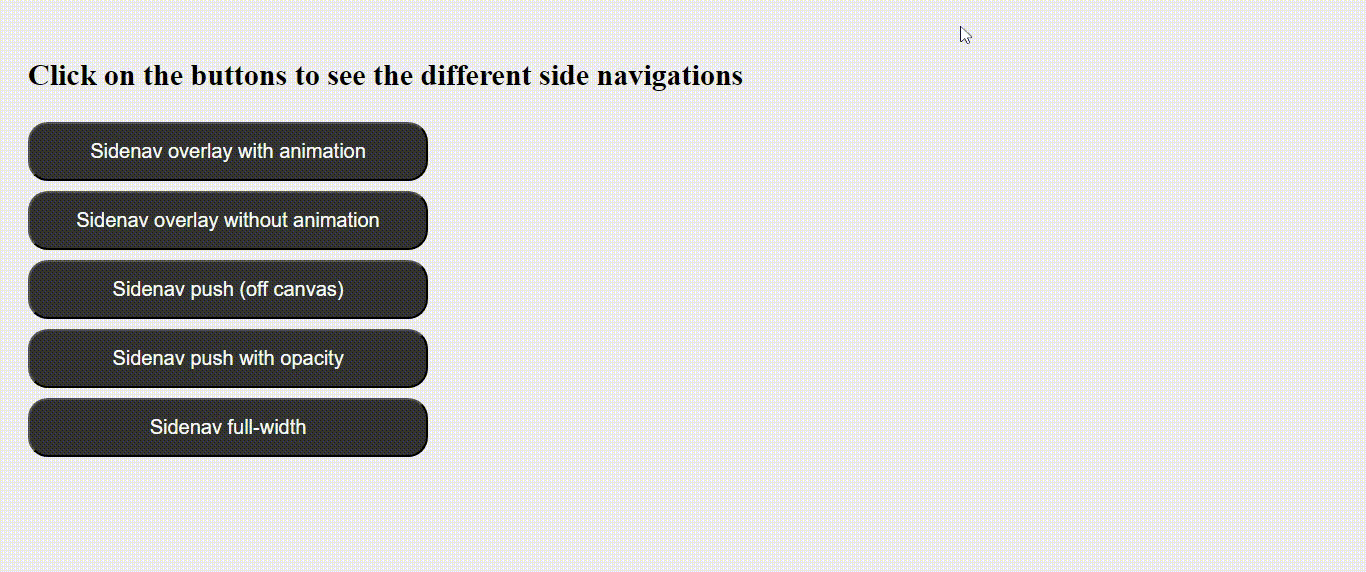 Click on the buttons to see the different side navigations
Sidenav overlay with animation
Sidenav overlay without animation
Sidenav push (off canvas)
Sidenav push with opacity
Sidenav full-width